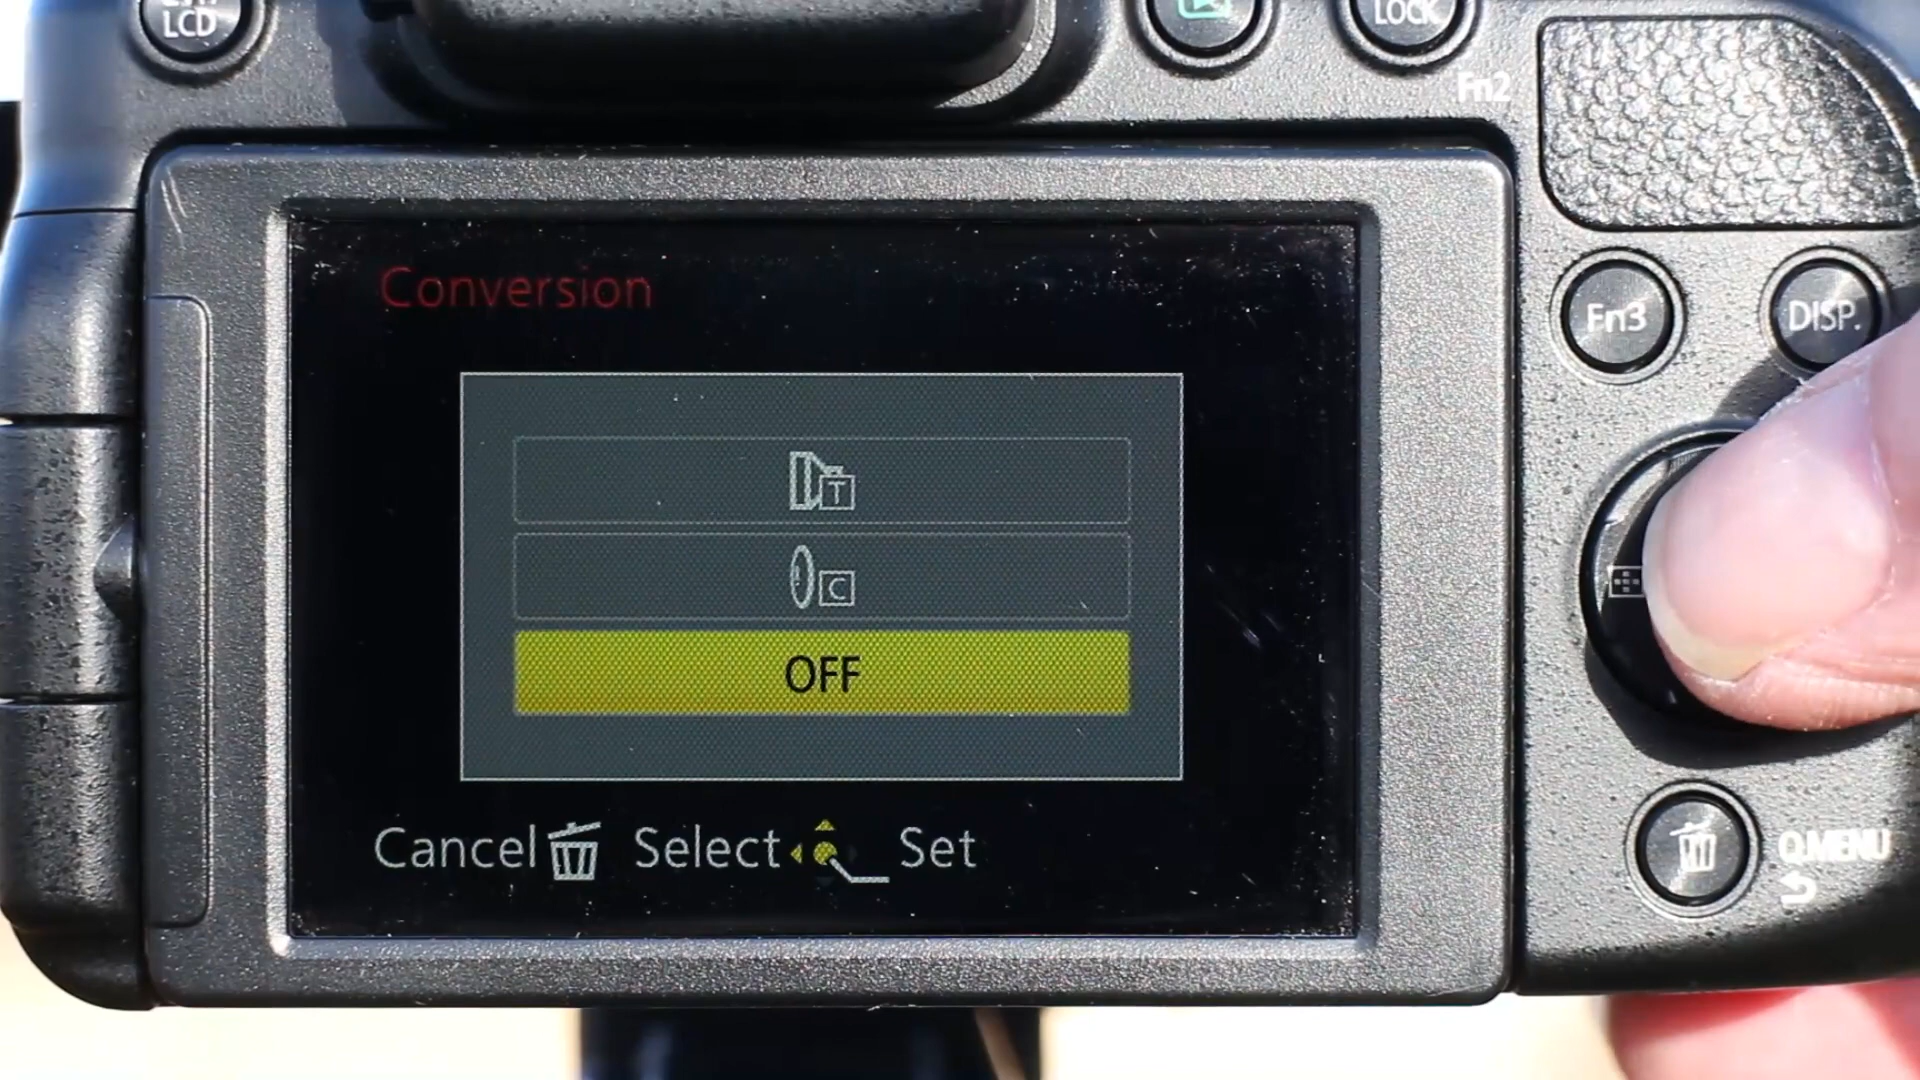 LCD
LOCK
Fn2
Conversion
Fn3
DISP.
T
C
OFF
Cancel Select Set
Q.MENU